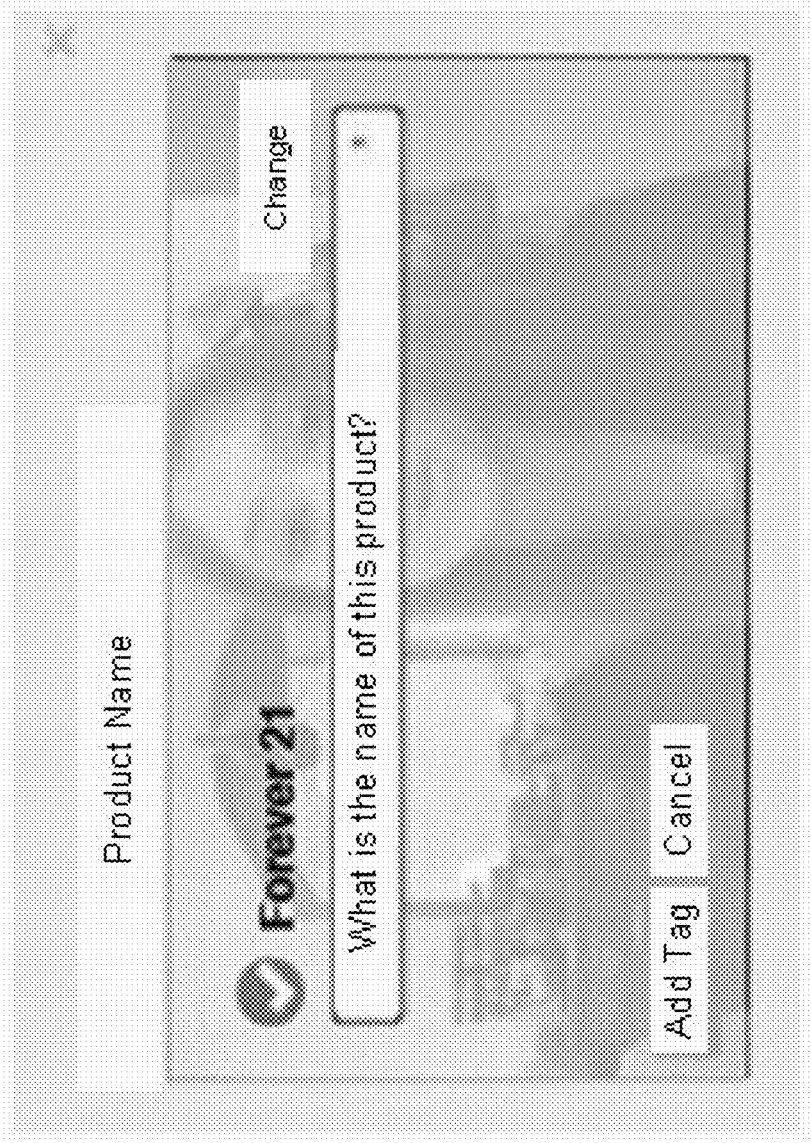 Product Name
X
Forever 21
Change
What is the name of this product? *
Add Tag
Cancel